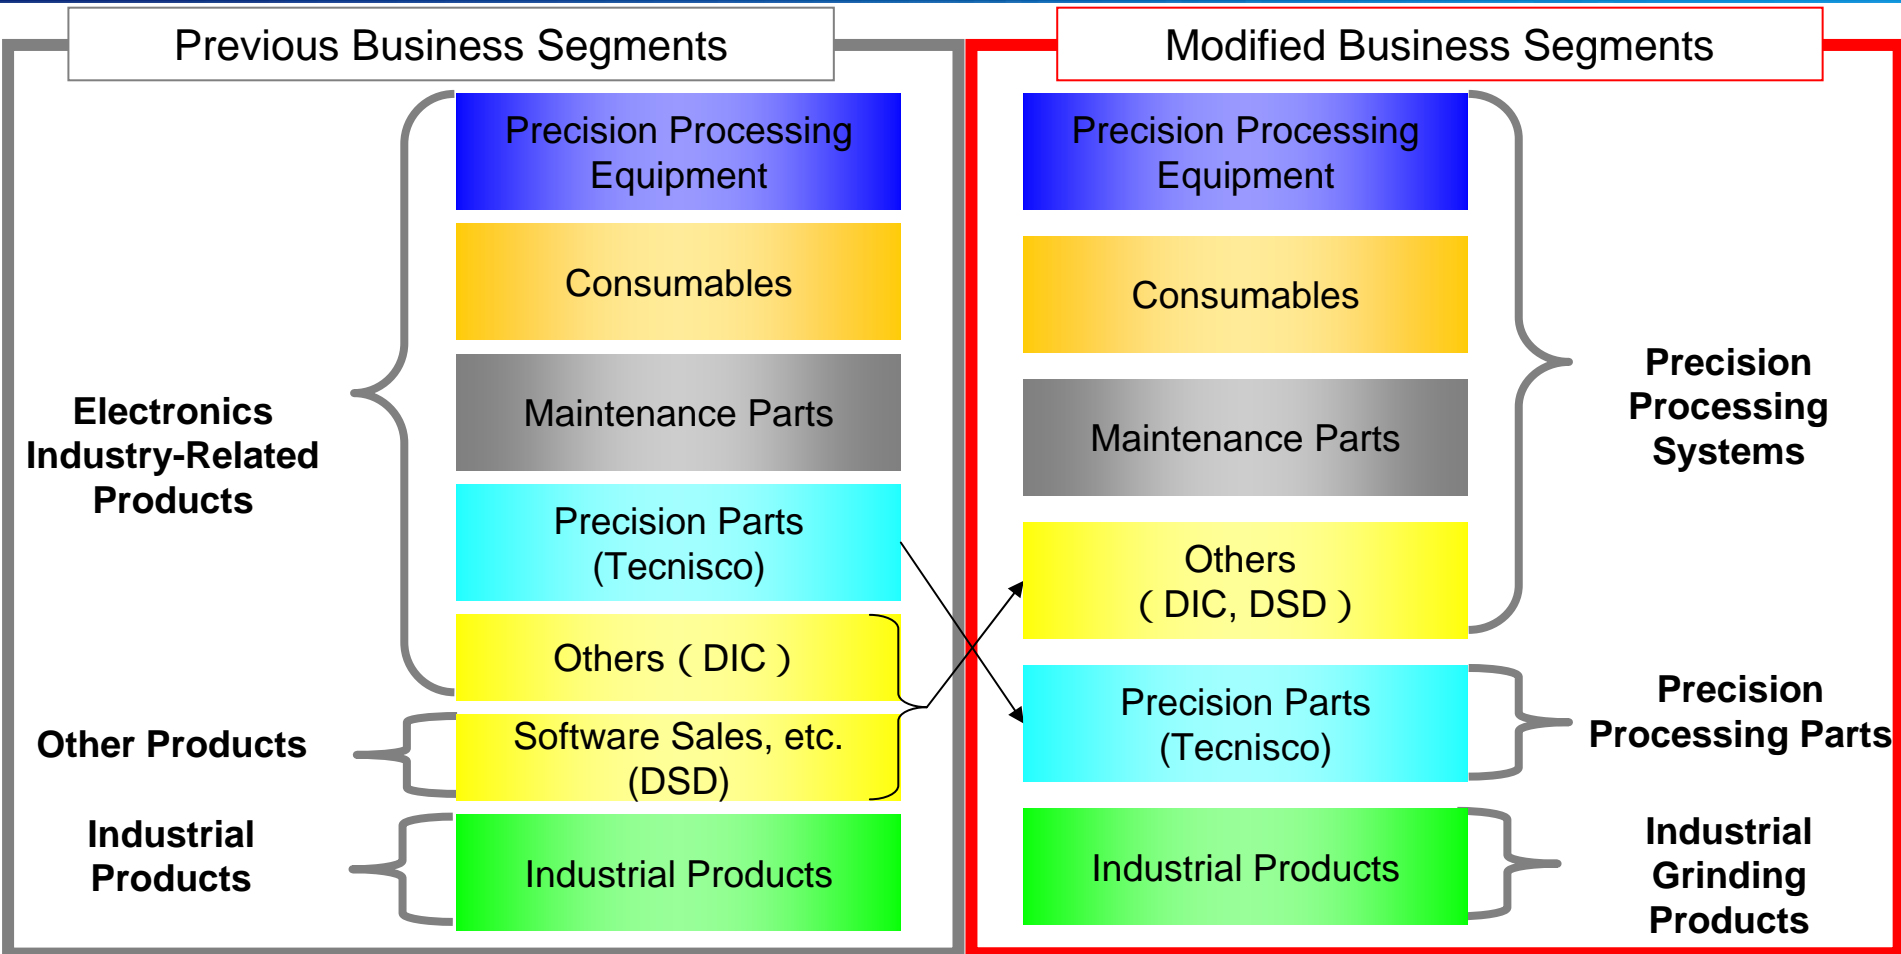 Previous Business Segments
Precision Processing
Equipment
Consumables
Maintenance Parts
Precision Parts
(Tecnisco)
Others ( DIC )
Software Sales, etc.
(DSD)
Industrial Products
Electronics
Industry-Related
Products
Other Products
Industrial
Products
Modified Business Segments
Precision Processing
Equipment
Consumables
Maintenance Parts
Others
( DIC, DSD )
Precision Parts
(Tecnisco)
Industrial Products
Precision
Processing
Systems
Precision
Processing Parts
Industrial
Grinding
Products